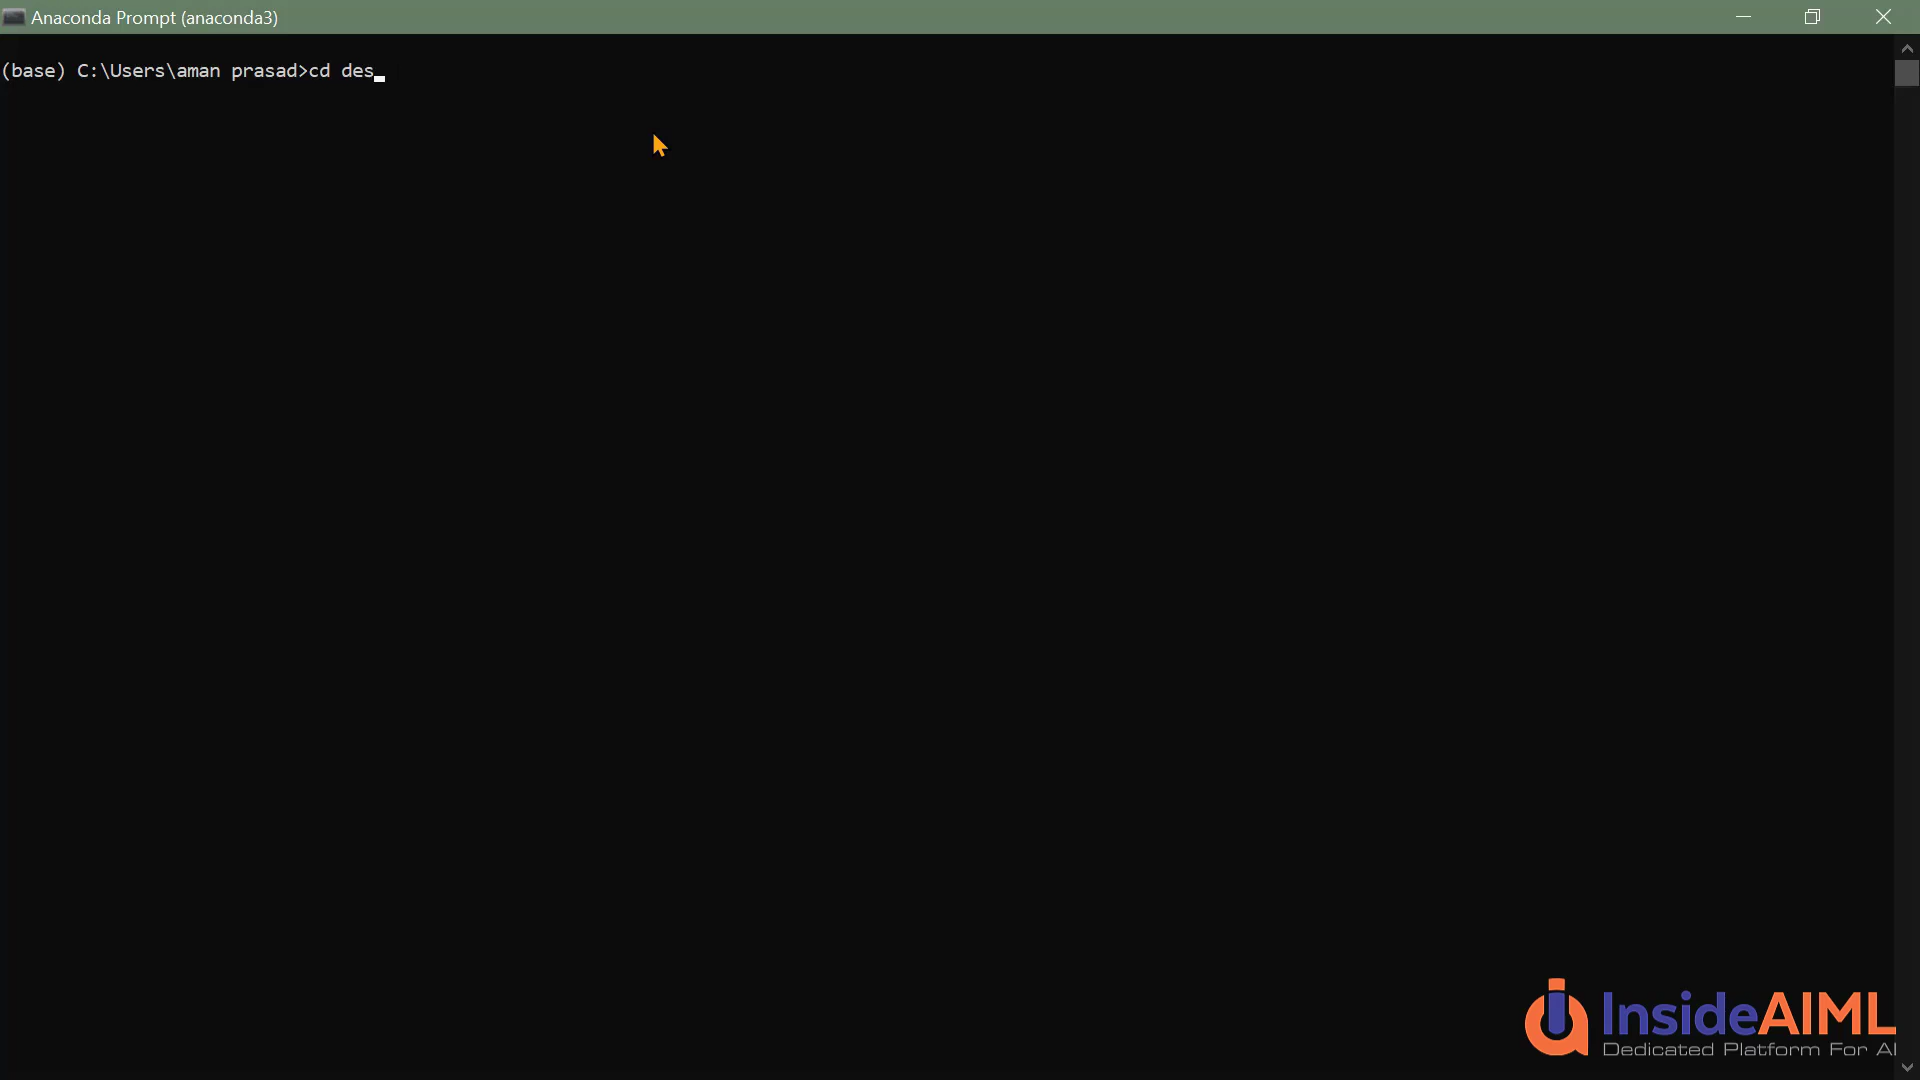 Anaconda Prompt (anaconda3)
(base) C:\Users\aman prasad>cd des
InsideAIML
Dedicated Platform For AI